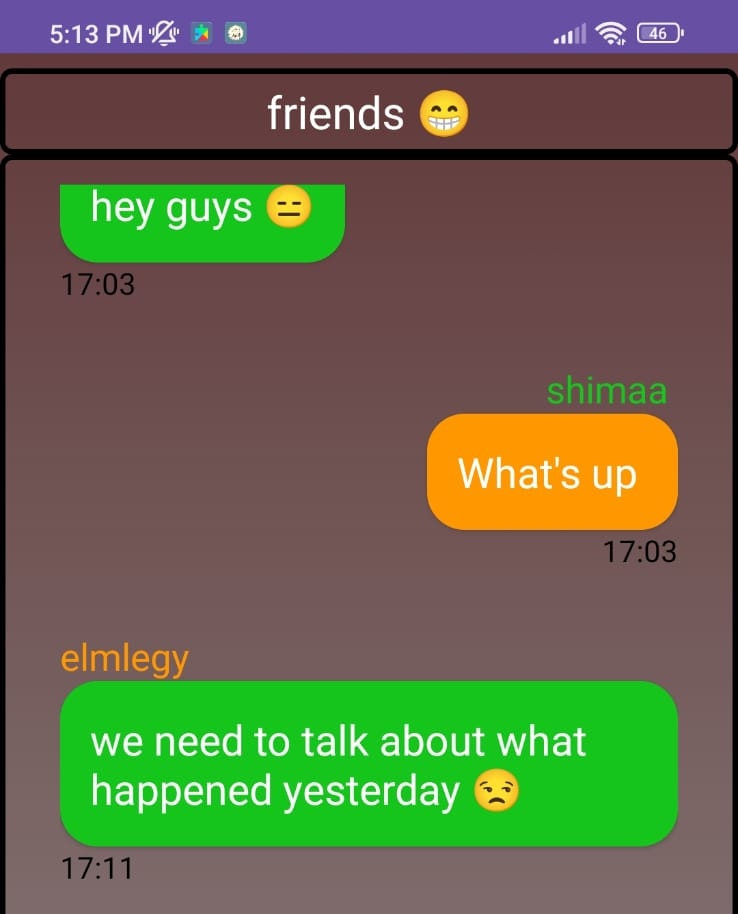 5:13 PM 46
friends 😁
hey guys 😑
17:03
shimaa
What's up
17:03
elmlegy
we need to talk about what
happened yesterday 😒
17:11